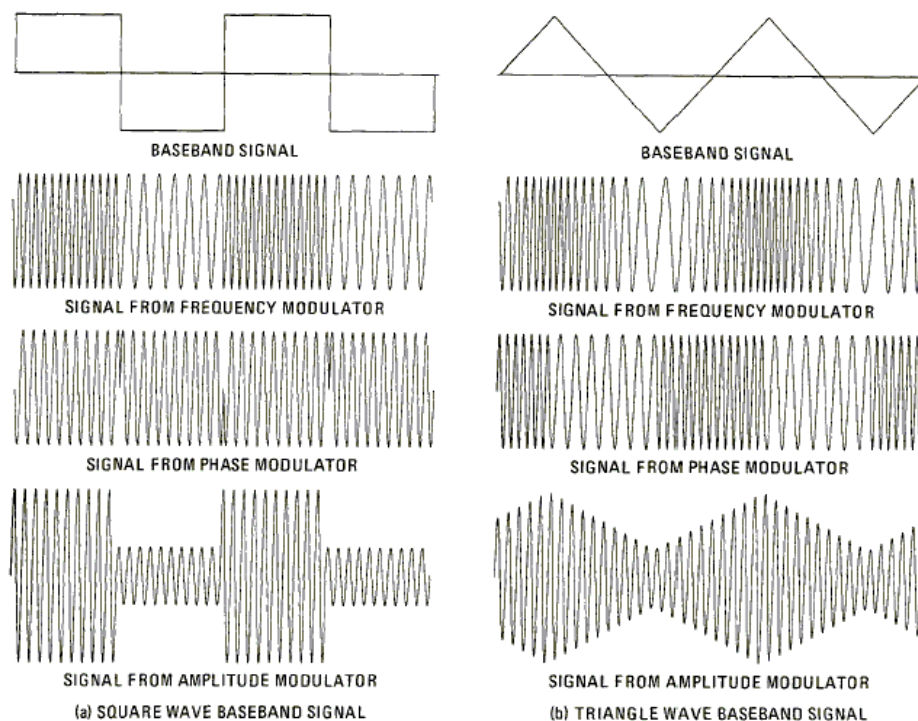 BASEBAND SIGNAL
SIGNAL FROM FREQUENCY MODULATOR
SIGNAL FROM PHASE MODULATOR
SIGNAL FROM AMPLITUDE MODULATOR
(a) SQUARE WAVE BASEBAND SIGNAL
BASEBAND SIGNAL
SIGNAL FROM FREQUENCY MODULATOR
SIGNAL FROM PHASE MODULATOR
SIGNAL FROM AMPLITUDE MODULATOR
(b) TRIANGLE WAVE BASEBAND SIGNAL